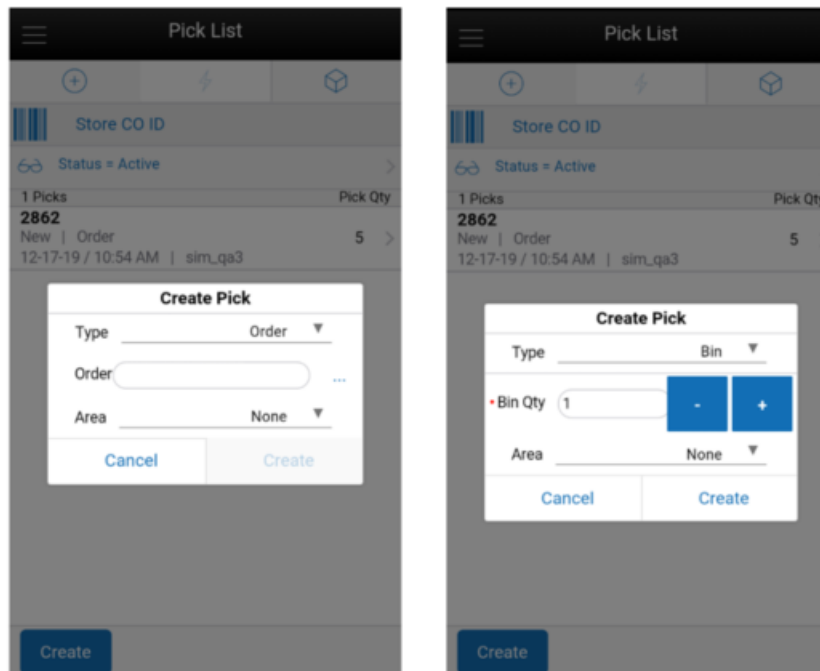 Pick List
Store CO ID
Status = Active
1 Picks Pick Qty
2862
New | Order 5
12-17-19 / 10:54 AM | sim_qa3
Create Pick
Type Order
Order ...
Area None
Cancel Create
Create
Pick List
Store CO ID
Status = Active
1 Picks Pick Qty
2862
New | Order 5
12-17-19 / 10:54 AM | sim_qa3
Create Pick
Type Bin
• Bin Qty 1 - +
Area None
Cancel Create
Create